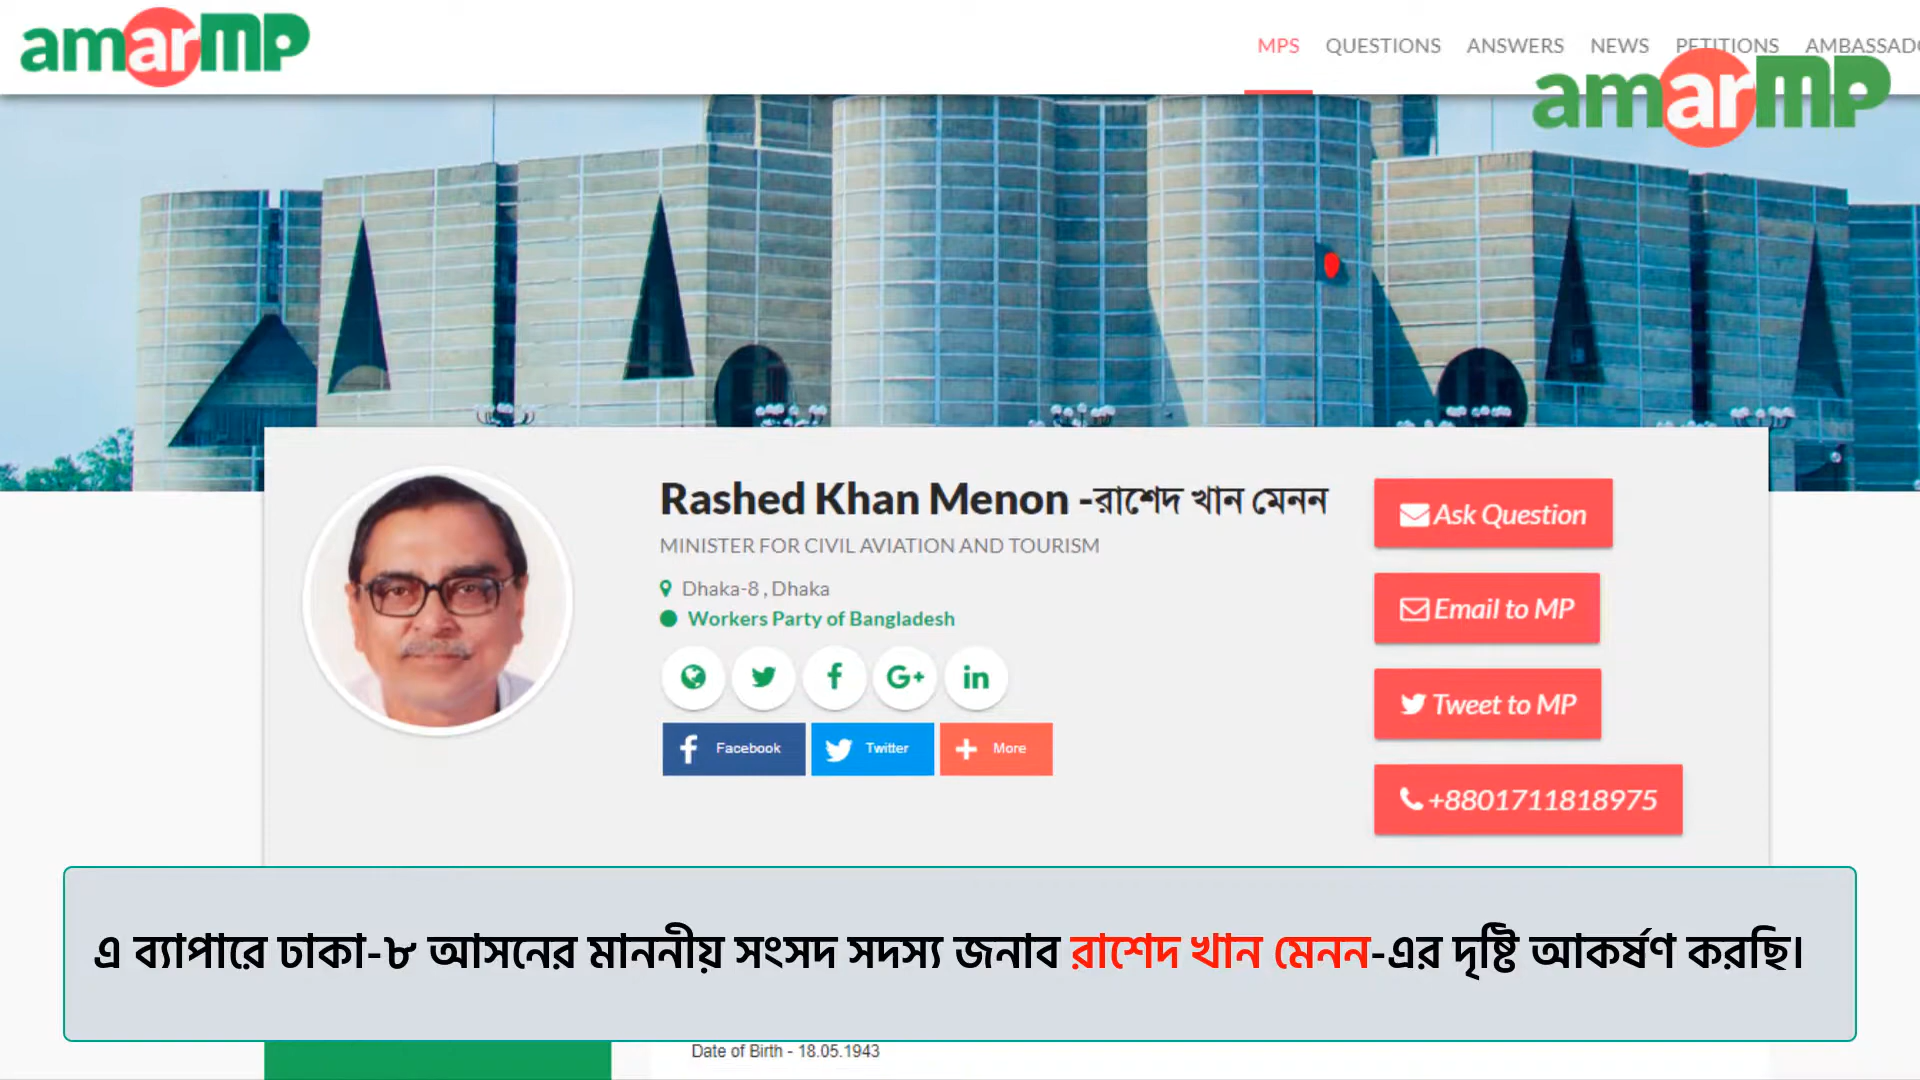 amarMP
MPS QUESTIONS ANSWERS NEWS PETITIONS AMBASSADO
amarMP
Rashed Khan Menon -রাশেদ খান মেনন
MINISTER FOR CIVIL AVIATION AND TOURISM
Dhaka-8 , Dhaka
Workers Party of Bangladesh
G+ in
Facebook Twitter More
Ask Question
Email to MP
Tweet to MP
+8801711818975
এ ব্যাপারে ঢাকা-৮ আসনের মাননীয় সংসদ সদস্য জনাব রাশেদ খান মেনন-এর দৃষ্টি আকর্ষণ করছি।
Date of Birth - 18.05.1943